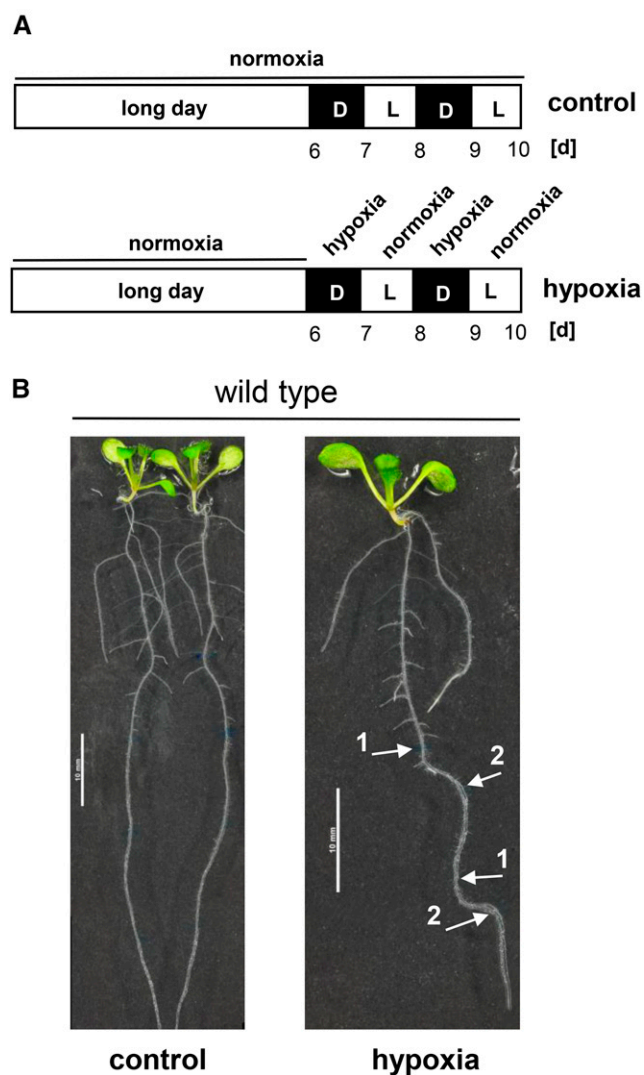 A
normoxia
long day D L D L control
6 7 8 9 10 [d]
normoxia hypoxia normoxia hypoxia normoxia
long day D L D L hypoxia
6 7 8 9 10 [d]
B
wild type
1
2
10 mm
10 mm
1
2
control hypoxia